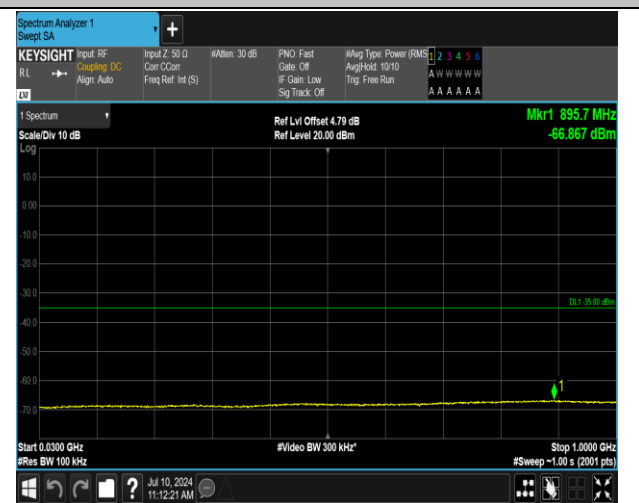 Spectrum Analyzer 1
Swept SA
+
KEYSIGHT Input: RF Input Z: 50 Ω #Atten: 30 dB PNO: Fast #Avg Type: Power (RMS 1 2 3 4 5 6
RL Coupling: DC Corr CCorr Gate: Off Avg|Hold: 10/10 A W W W W W
Align: Auto Freq Ref: Int (S) IF Gain: Low Trig: Free Run
Sig Track: Off A A A A A A
LXI
1 Spectrum Ref Lvl Offset 4.79 dB Mkr1 895.7 MHz
Scale/Div 10 dB Ref Level 20.00 dBm -66.867 dBm
Log
10.0
0.00
-10.0
-20.0
-30.0
DL1 -35.00 dBm
-40.0
-50.0
-60.0
1
-70.0
Start 0.0300 GHz #Video BW 300 kHz* Stop 1.0000 GHz
#Res BW 100 kHz #Sweep ~1.00 s (2001 pts)
? Jul 10, 2024
11:12:21 AM